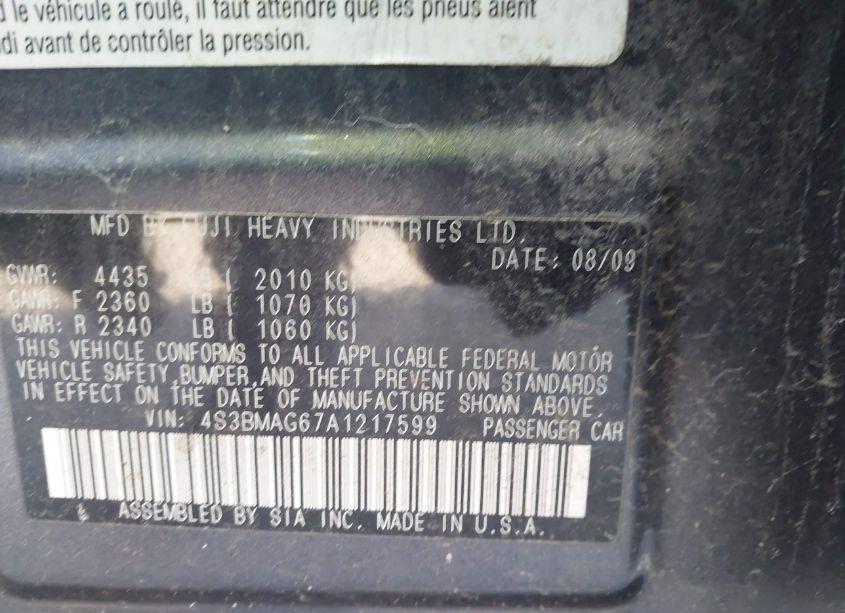 le véhicule a roulé, il faut attendre que les pneus aient
avant de contrôler la pression.
MFD BY FUJI HEAVY INDUSTRIES LTD.
DATE: 08/09
GVWR: 4435 LB ( 2010 KG)
GAWR: F 2360 LB ( 1070 KG)
GAWR: R 2340 LB ( 1060 KG)
THIS VEHICLE CONFORMS TO ALL APPLICABLE FEDERAL MOTOR
VEHICLE SAFETY,BUMPER,AND THEFT PREVENTION STANDARDS
IN EFFECT ON THE DATE OF MANUFACTURE SHOWN ABOVE.
VIN: 4S3BMAG67A1217599 PASSENGER CAR
ASSEMBLED BY SIA INC. MADE IN U.S.A.